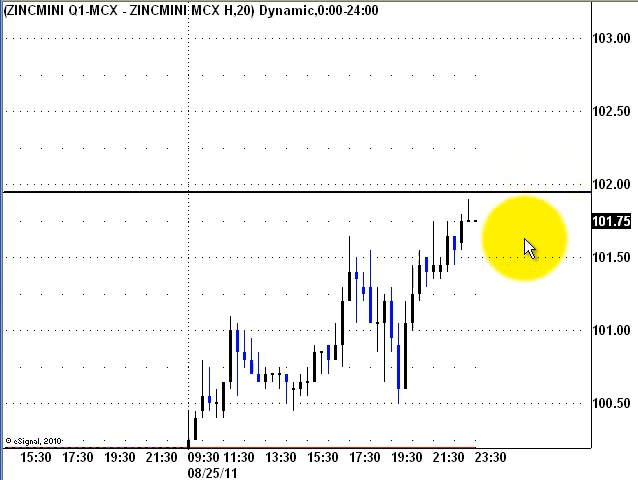 (ZINCMINI Q1-MCX - ZINCMINI MCX H,20) Dynamic,0:00-24:00
103.00
102.50
102.00
101.75
101.50
101.00
100.50
© eSignal, 2010
15:30 17:30 19:30 21:30 09:30 11:30 13:30 15:30 17:30 19:30 21:30 23:30
08/25/11